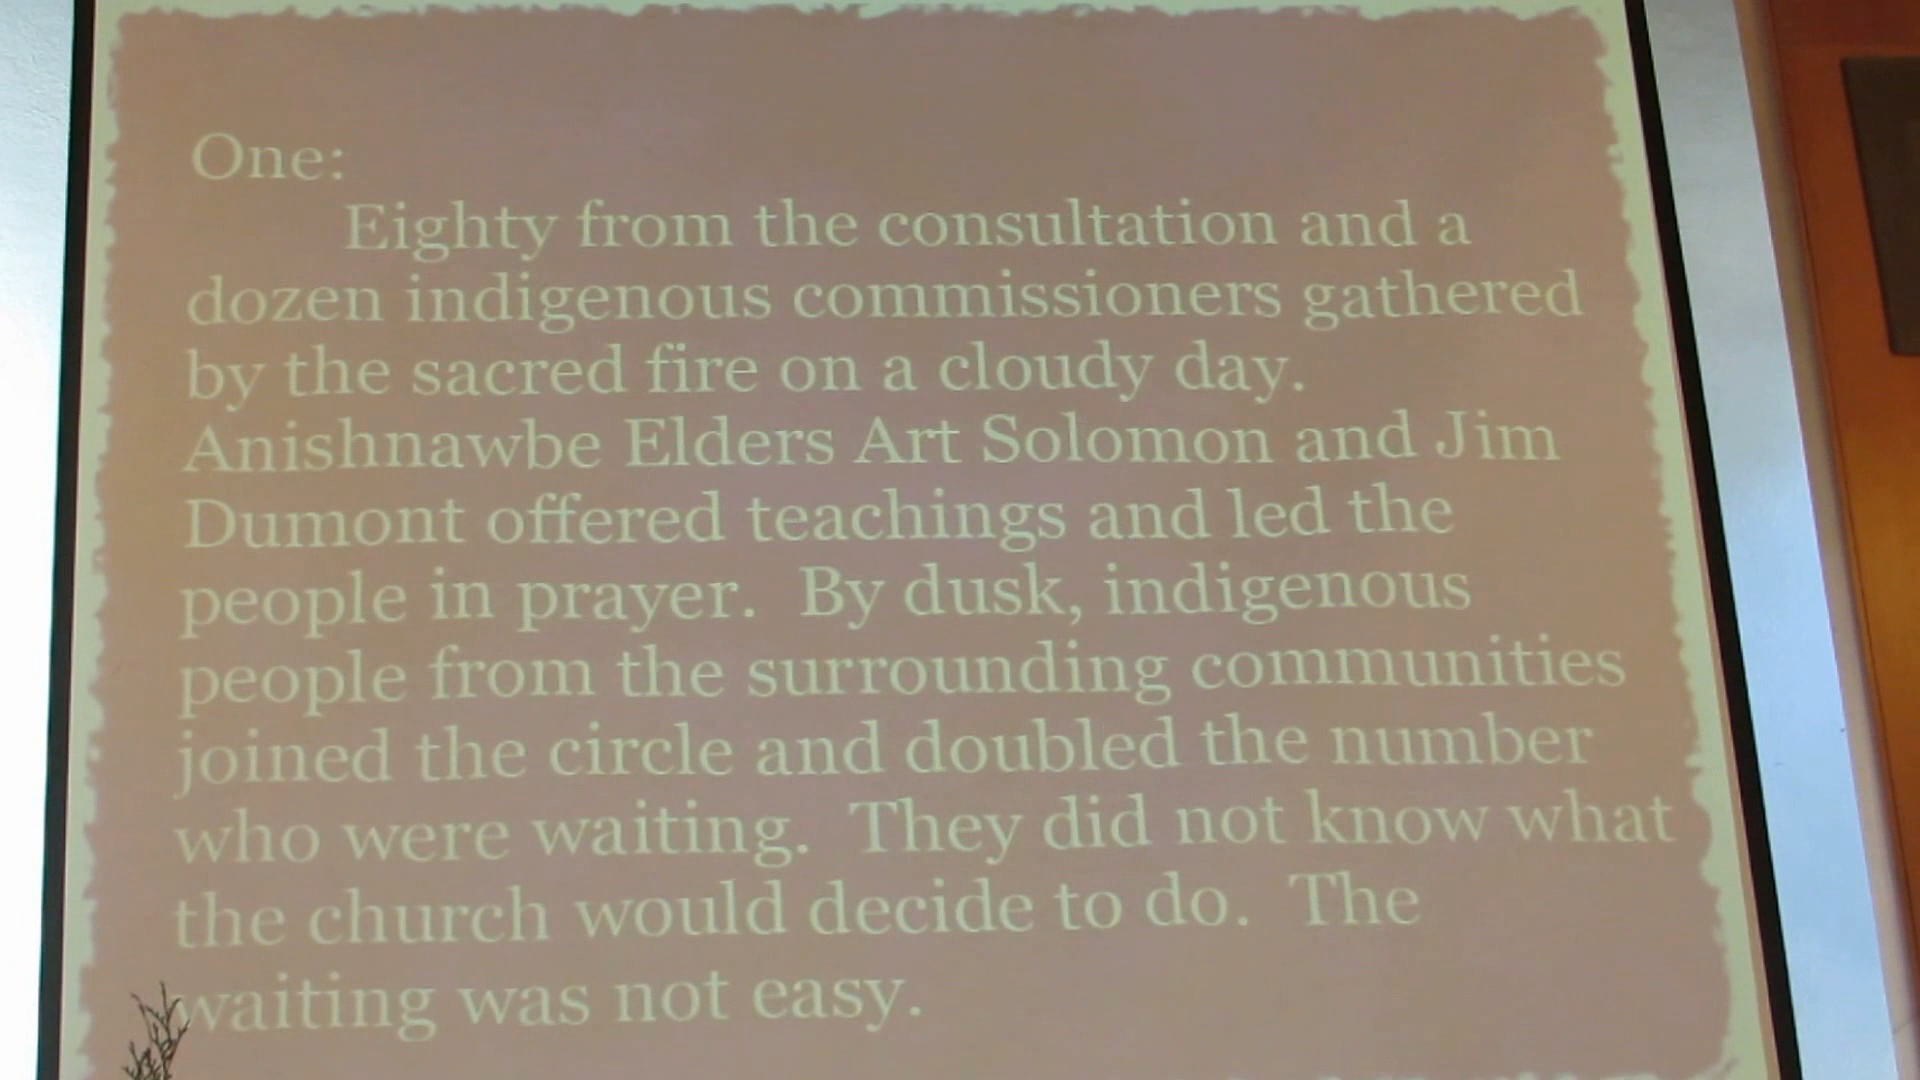 One:
Eighty from the consultation and a
dozen indigenous commissioners gathered
by the sacred fire on a cloudy day.
Anishnawbe Elders Art Solomon and Jim
Dumont offered teachings and led the
people in prayer.  By dusk, indigenous
people from the surrounding communities
joined the circle and doubled the number
who were waiting.  They did not know what
the church would decide to do.  The
waiting was not easy.